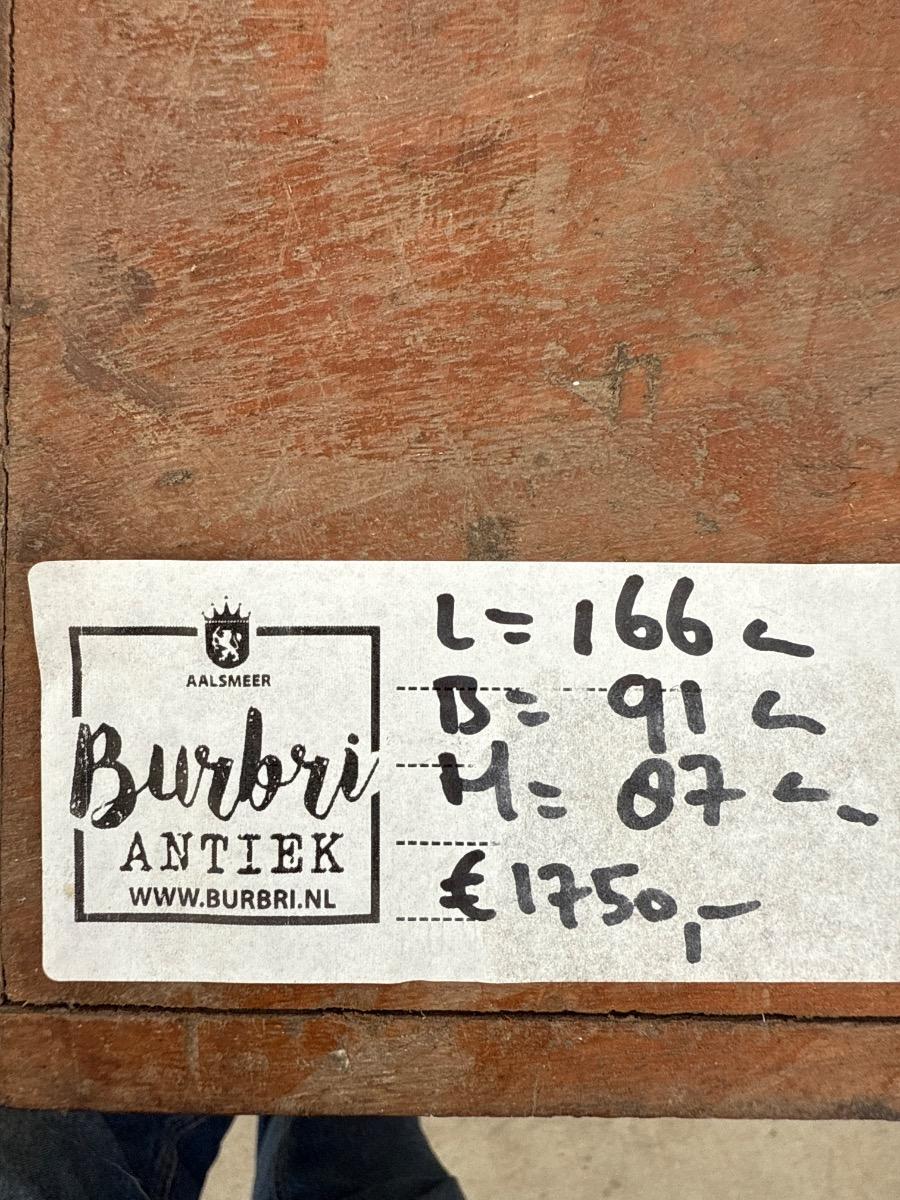 AALSMEER
Burbri
ANTIEK
WWW.BURBRI.NL
L = 166 c
B = 91 c
H = 87 c
€ 1750,-